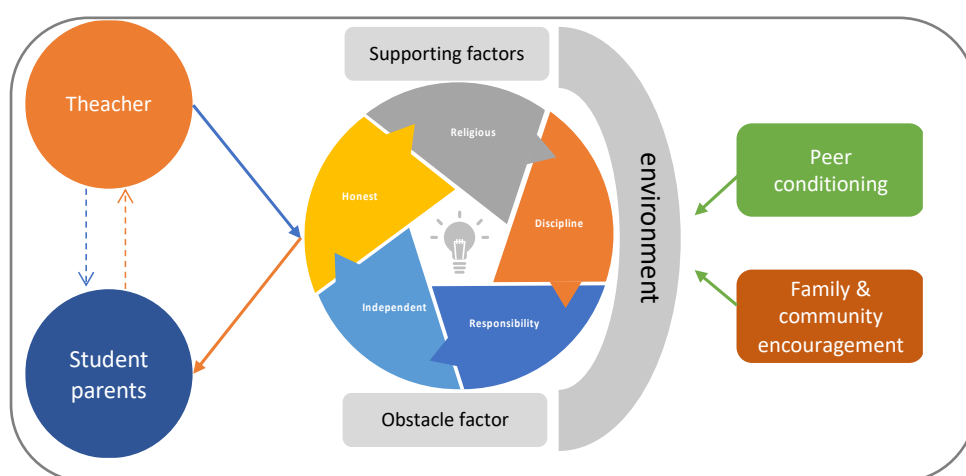 Theacher
Student
parents
Supporting factors
Religious
Honest
Discipline
Independent
Responsibility
Obstacle factor
environment
Peer
conditioning
Family &
community
encouragement